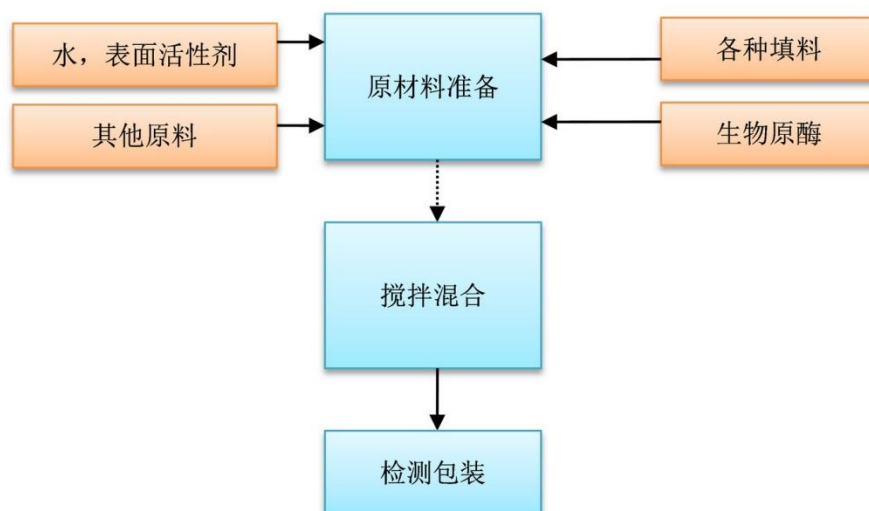 水，表面活性剂
其他原料
原材料准备
各种填料
生物原酶
搅拌混合
检测包装